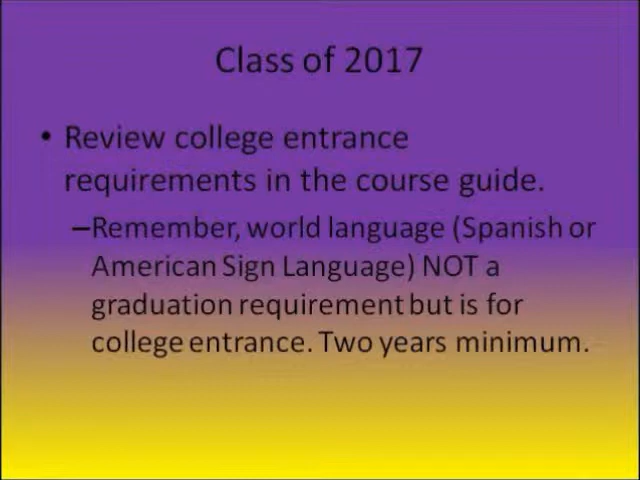 Class of 2017
• Review college entrance
requirements in the course guide.
–Remember, world language (Spanish or
American Sign Language) NOT a
graduation requirement but is for
college entrance. Two years minimum.